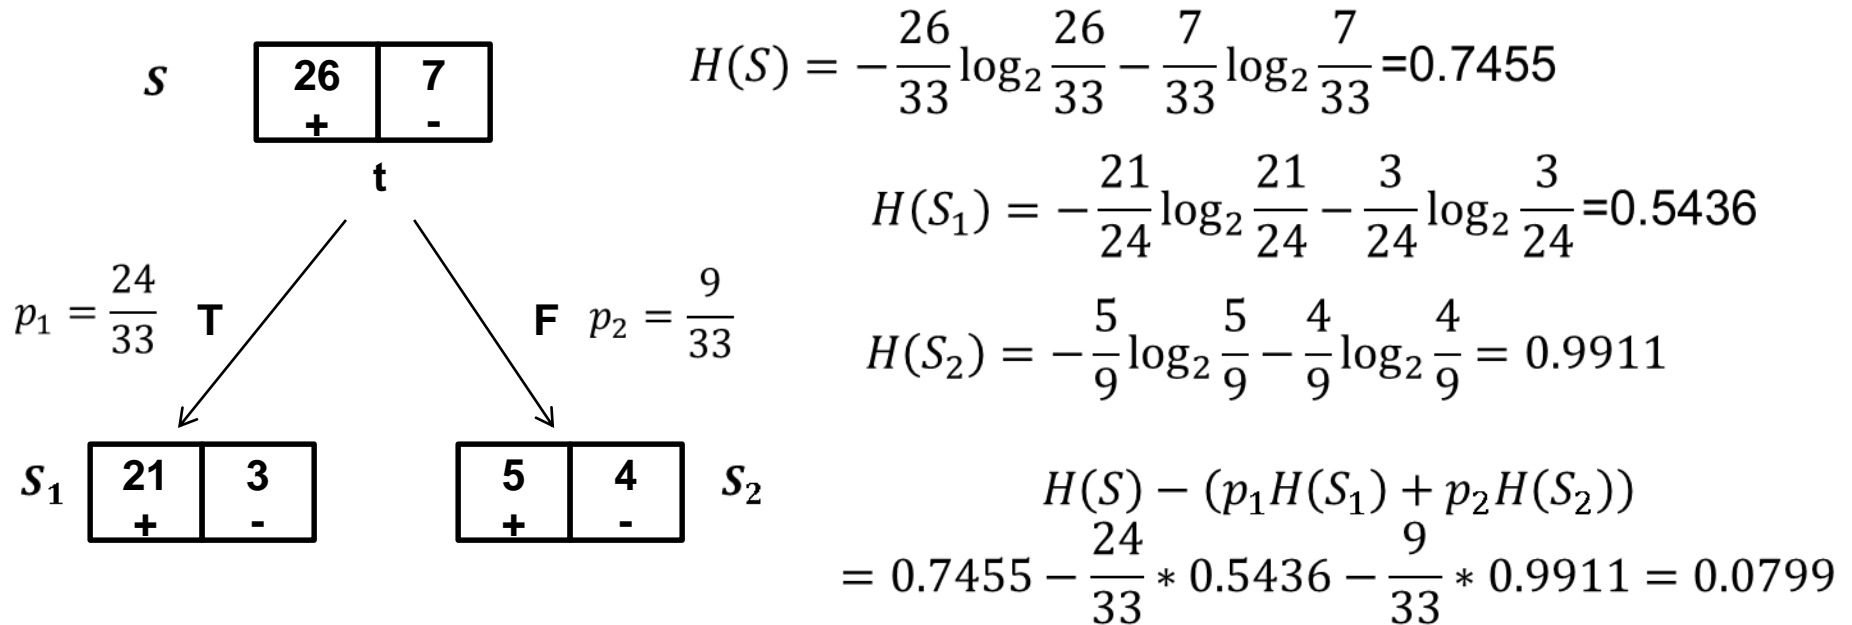 S
26 7
+ -
t
p₁ = 24/33 T
F p₂ = 9/33
S₁ 21 3
+ -
5 4 S₂
+ -
H(S) = −26/33 log₂ 26/33 − 7/33 log₂ 7/33 =0.7455
H(S₁) = −21/24 log₂ 21/24 − 3/24 log₂ 3/24 =0.5436
H(S₂) = −5/9 log₂ 5/9 − 4/9 log₂ 4/9 = 0.9911
H(S) − (p₁H(S₁) + p₂H(S₂))
= 0.7455 − 24/33 ∗ 0.5436 − 9/33 ∗ 0.9911 = 0.0799